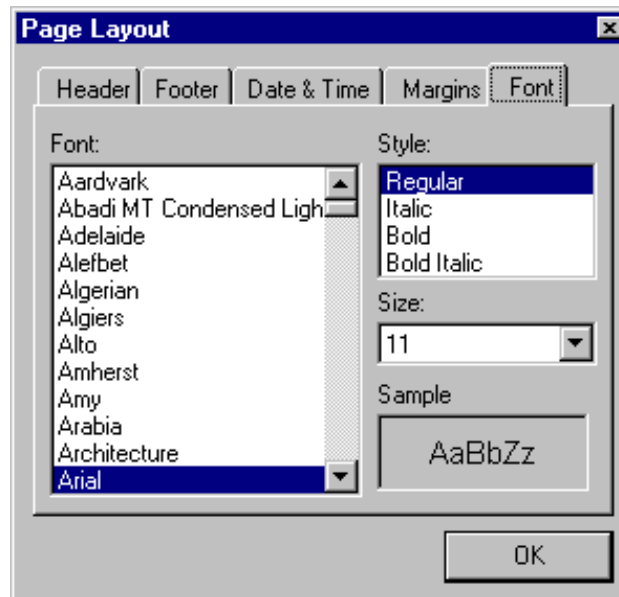 Page Layout
Header Footer Date & Time Margins Font
Font:
Aardvark
Abadi MT Condensed Ligh
Adelaide
Alefbet
Algerian
Algiers
Alto
Amherst
Amy
Arabia
Architecture
Arial
Style:
Regular
Italic
Bold
Bold Italic
Size:
11
Sample
AaBbZz
OK